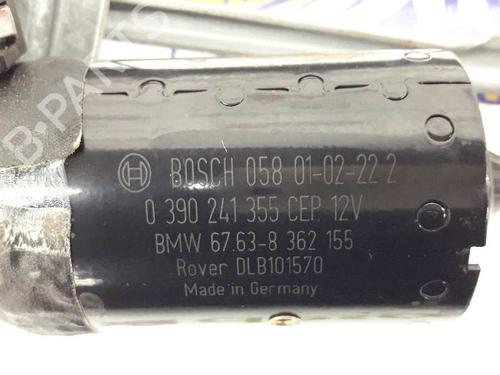 BOSCH 058 01-02-22 2
0 390 241 355 CEP 12V
BMW 67.63-8 362 155
Rover DLB101570
Made in Germany
B-PARTS